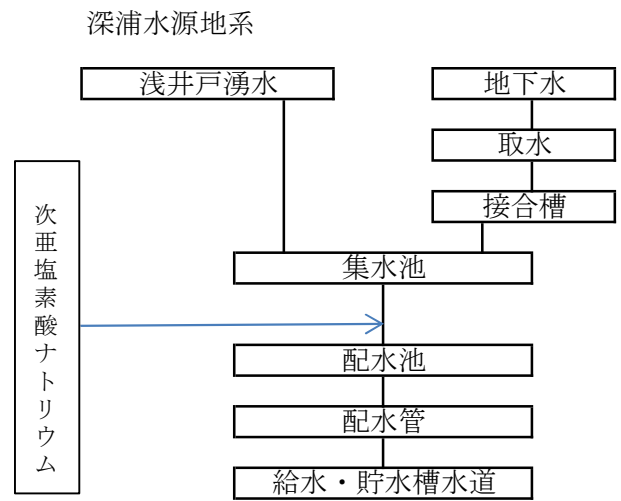 深浦水源地系
浅井戸湧水
地下水
取水
接合槽
集水池
次亜塩素酸ナトリウム
配水池
配水管
給水・貯水槽水道